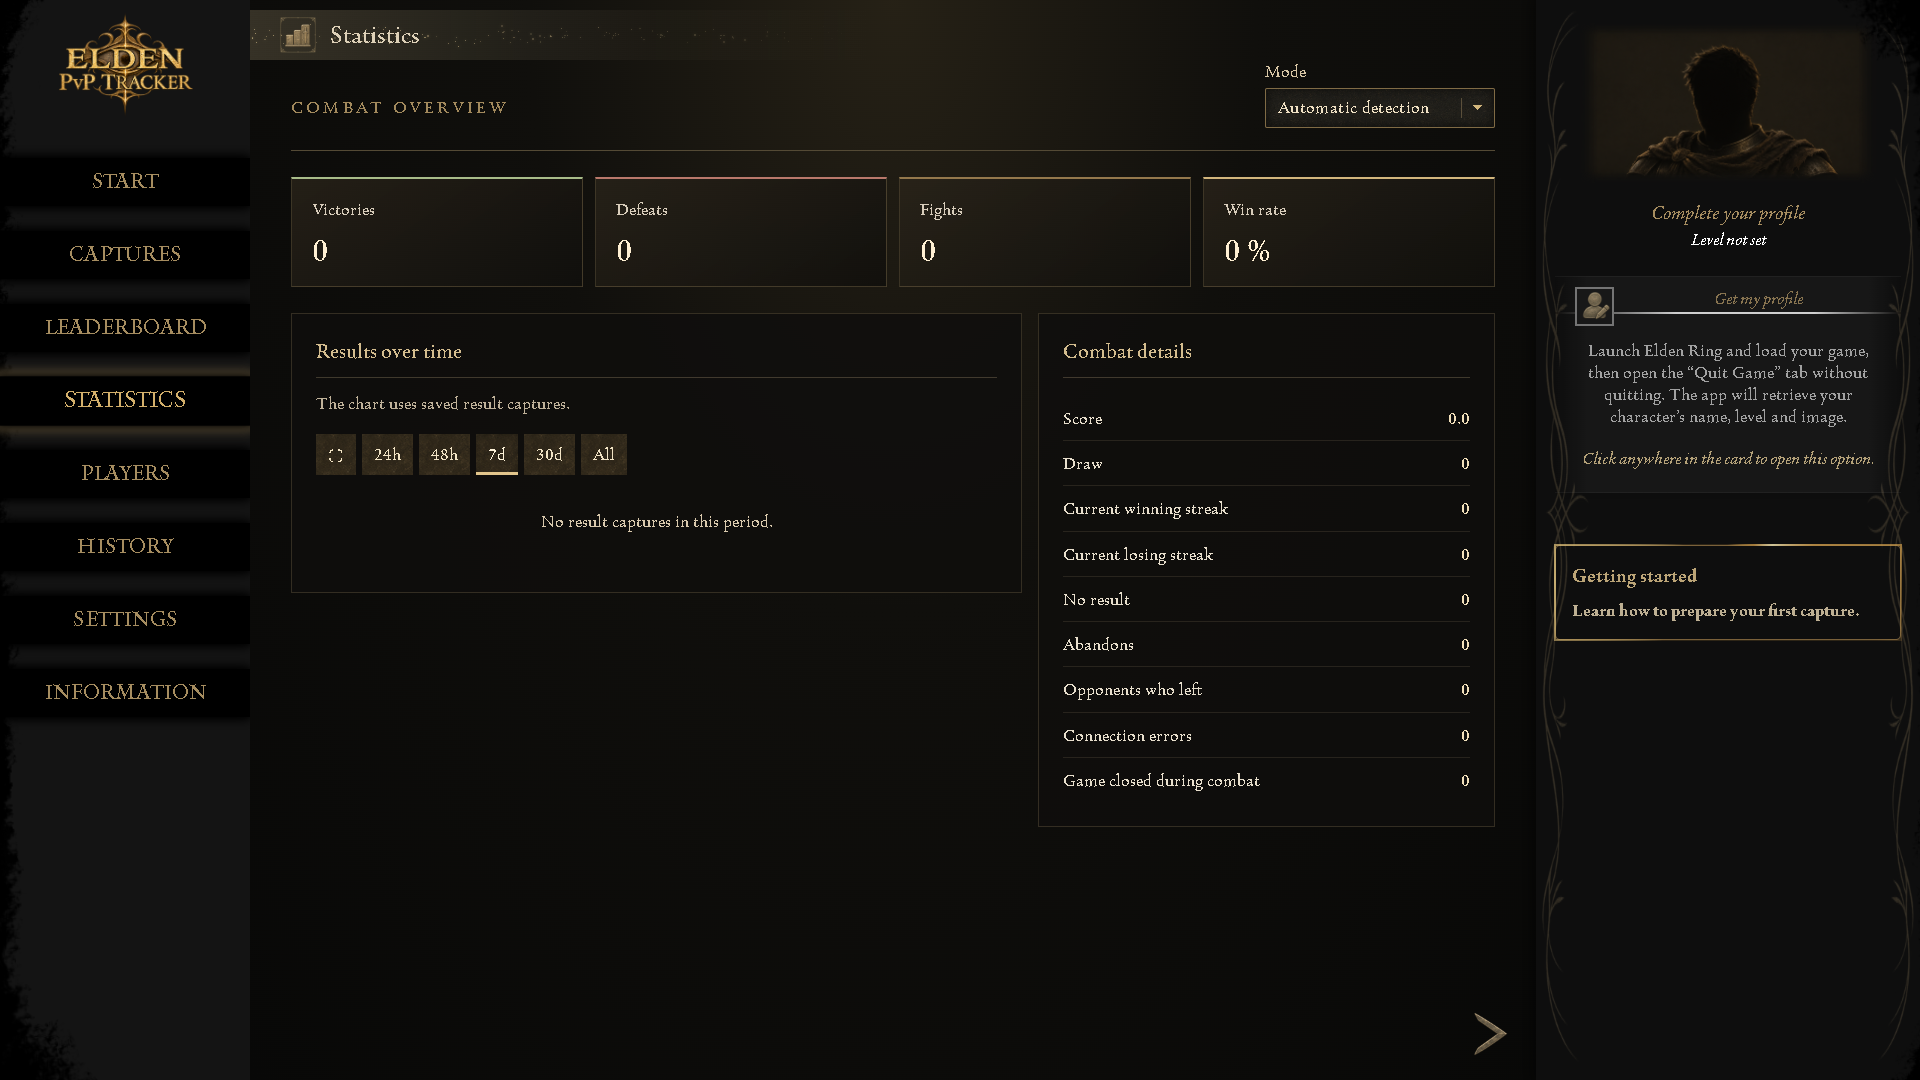 ELDEN
PvP TRACKER
START
CAPTURES
LEADERBOARD
STATISTICS
PLAYERS
HISTORY
SETTINGS
INFORMATION
Statistics
COMBAT OVERVIEW
Mode
Automatic detection
Victories
0
Defeats
0
Fights
0
Win rate
0 %
Results over time
The chart uses saved result captures.
24h
48h
7d
30d
All
No result captures in this period.
Combat details
Score 0.0
Draw 0
Current winning streak 0
Current losing streak 0
No result 0
Abandons 0
Opponents who left 0
Connection errors 0
Game closed during combat 0
Complete your profile
Level not set
Get my profile
Launch Elden Ring and load your game,
then open the “Quit Game” tab without
quitting. The app will retrieve your
character’s name, level and image.
Click anywhere in the card to open this option.
Getting started
Learn how to prepare your first capture.